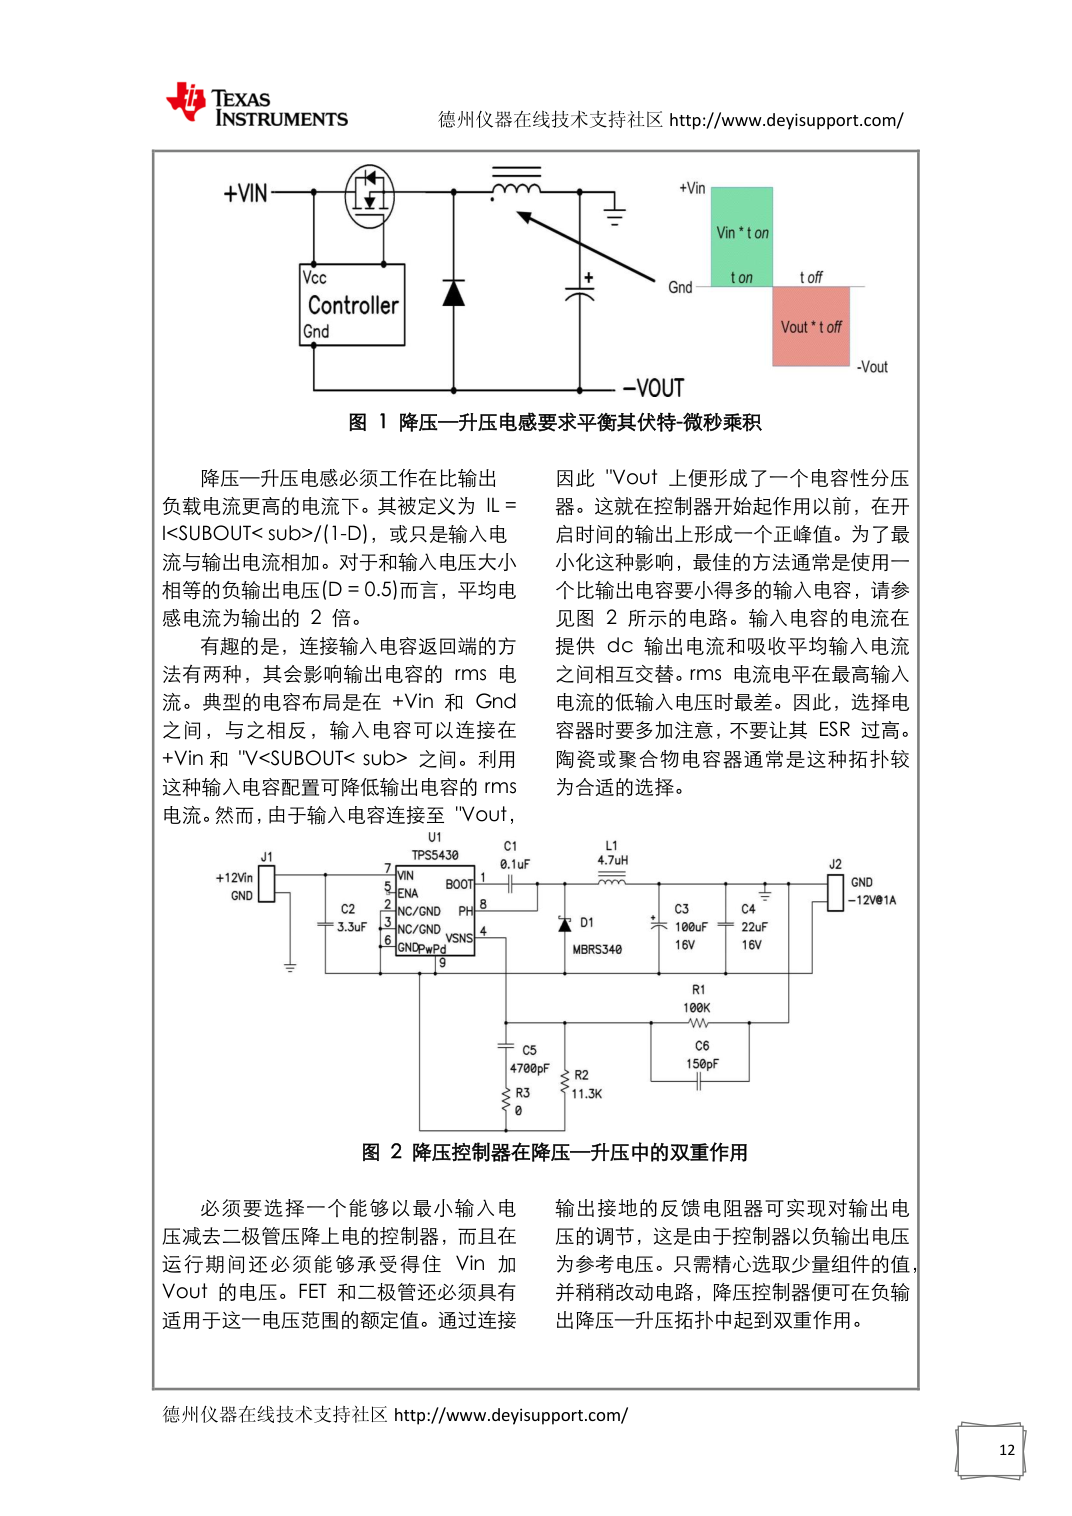 TEXAS
INSTRUMENTS
德州仪器在线技术支持社区 http://www.deyisupport.com/
+VIN
Vcc
Controller
Gnd
+
−VOUT
+Vin
Vin * t on
t on
t off
Gnd
Vout * t off
-Vout
图 1 降压—升压电感要求平衡其伏特-微秒乘积
降压—升压电感必须工作在比输出
负载电流更高的电流下。其被定义为 IL =
I<SUBOUT< sub>/(1-D)，或只是输入电
流与输出电流相加。对于和输入电压大小
相等的负输出电压(D = 0.5)而言，平均电
感电流为输出的 2 倍。
有趣的是，连接输入电容返回端的方
法有两种，其会影响输出电容的 rms 电
流。典型的电容布局是在 +Vin 和 Gnd
之间，与之相反，输入电容可以连接在
+Vin 和 "V<SUBOUT< sub> 之间。利用
这种输入电容配置可降低输出电容的 rms
电流。然而，由于输入电容连接至 "Vout，
因此 "Vout 上便形成了一个电容性分压
器。这就在控制器开始起作用以前，在开
启时间的输出上形成一个正峰值。为了最
小化这种影响，最佳的方法通常是使用一
个比输出电容要小得多的输入电容，请参
见图 2 所示的电路。输入电容的电流在
提供 dc 输出电流和吸收平均输入电流
之间相互交替。rms 电流电平在最高输入
电流的低输入电压时最差。因此，选择电
容器时要多加注意，不要让其 ESR 过高。
陶瓷或聚合物电容器通常是这种拓扑较
为合适的选择。
J1
+12Vin
GND
C2
3.3uF
U1
TPS5430
7
VIN
5
ENA
2
NC/GND
3
NC/GND
6
GND
PwPd
9
BOOT
1
PH
8
VSNS
4
C1
0.1uF
L1
4.7uH
D1
MBRS340
+
C3
100uF
16V
C4
22uF
16V
J2
GND
−12V@1A
R1
100K
C6
150pF
C5
4700pF
R3
0
R2
11.3K
图 2 降压控制器在降压—升压中的双重作用
必须要选择一个能够以最小输入电
压减去二极管压降上电的控制器，而且在
运行期间还必须能够承受得住 Vin 加
Vout 的电压。FET 和二极管还必须具有
适用于这一电压范围的额定值。通过连接
输出接地的反馈电阻器可实现对输出电
压的调节，这是由于控制器以负输出电压
为参考电压。只需精心选取少量组件的值，
并稍稍改动电路，降压控制器便可在负输
出降压—升压拓扑中起到双重作用。
德州仪器在线技术支持社区 http://www.deyisupport.com/
12